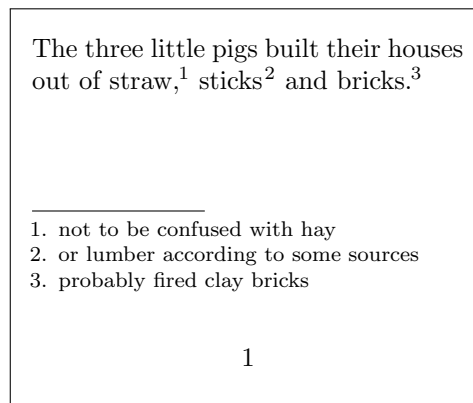 The three little pigs built their houses
out of straw,¹ sticks² and bricks.³
1. not to be confused with hay
2. or lumber according to some sources
3. probably fired clay bricks
1